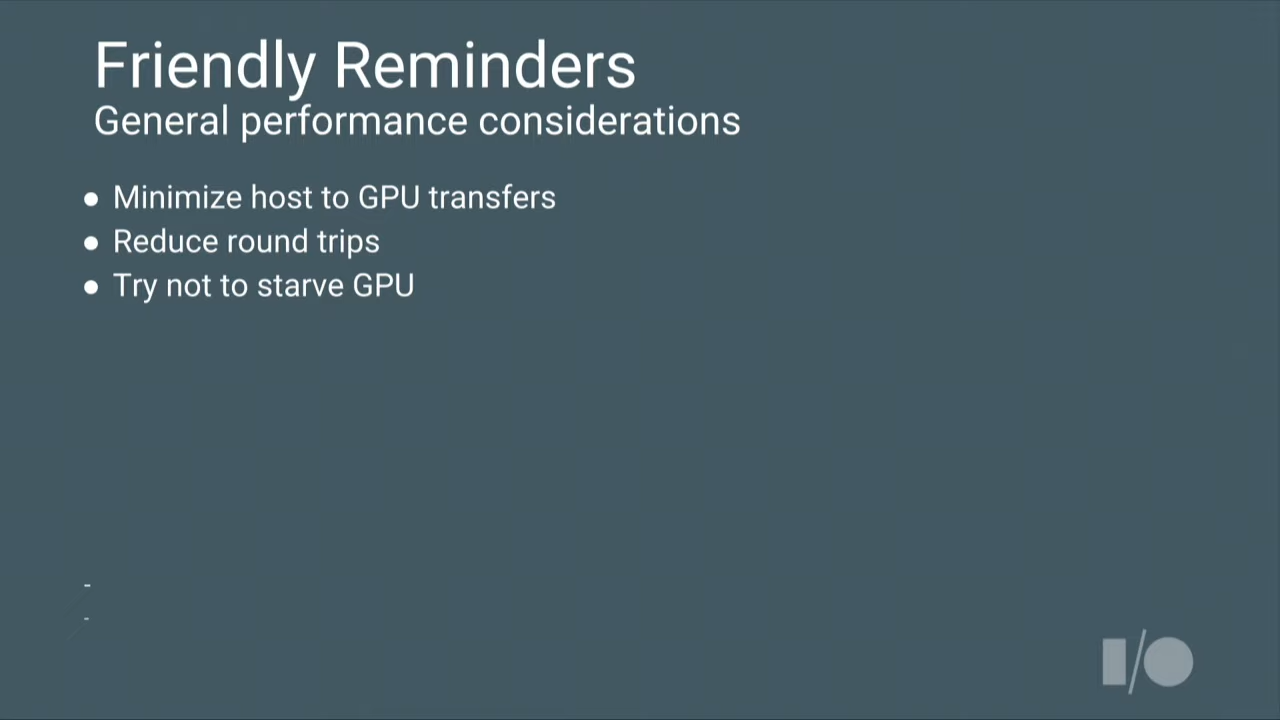 Friendly Reminders
General performance considerations
● Minimize host to GPU transfers
● Reduce round trips
● Try not to starve GPU
-
-
I/O